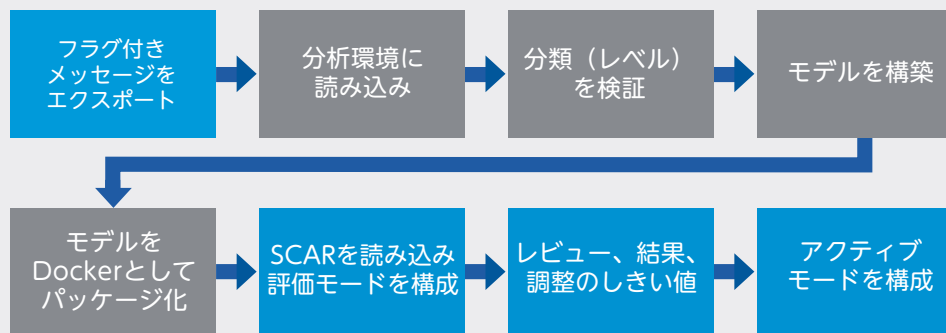 フラグ付き
メッセージを
エクスポート
分析環境に
読み込み
分類（レベル）
を検証
モデルを構築
モデルを
Dockerとして
パッケージ化
SCARを読み込み
評価モードを構成
レビュー、結果、
調整のしきい値
アクティブ
モードを構成